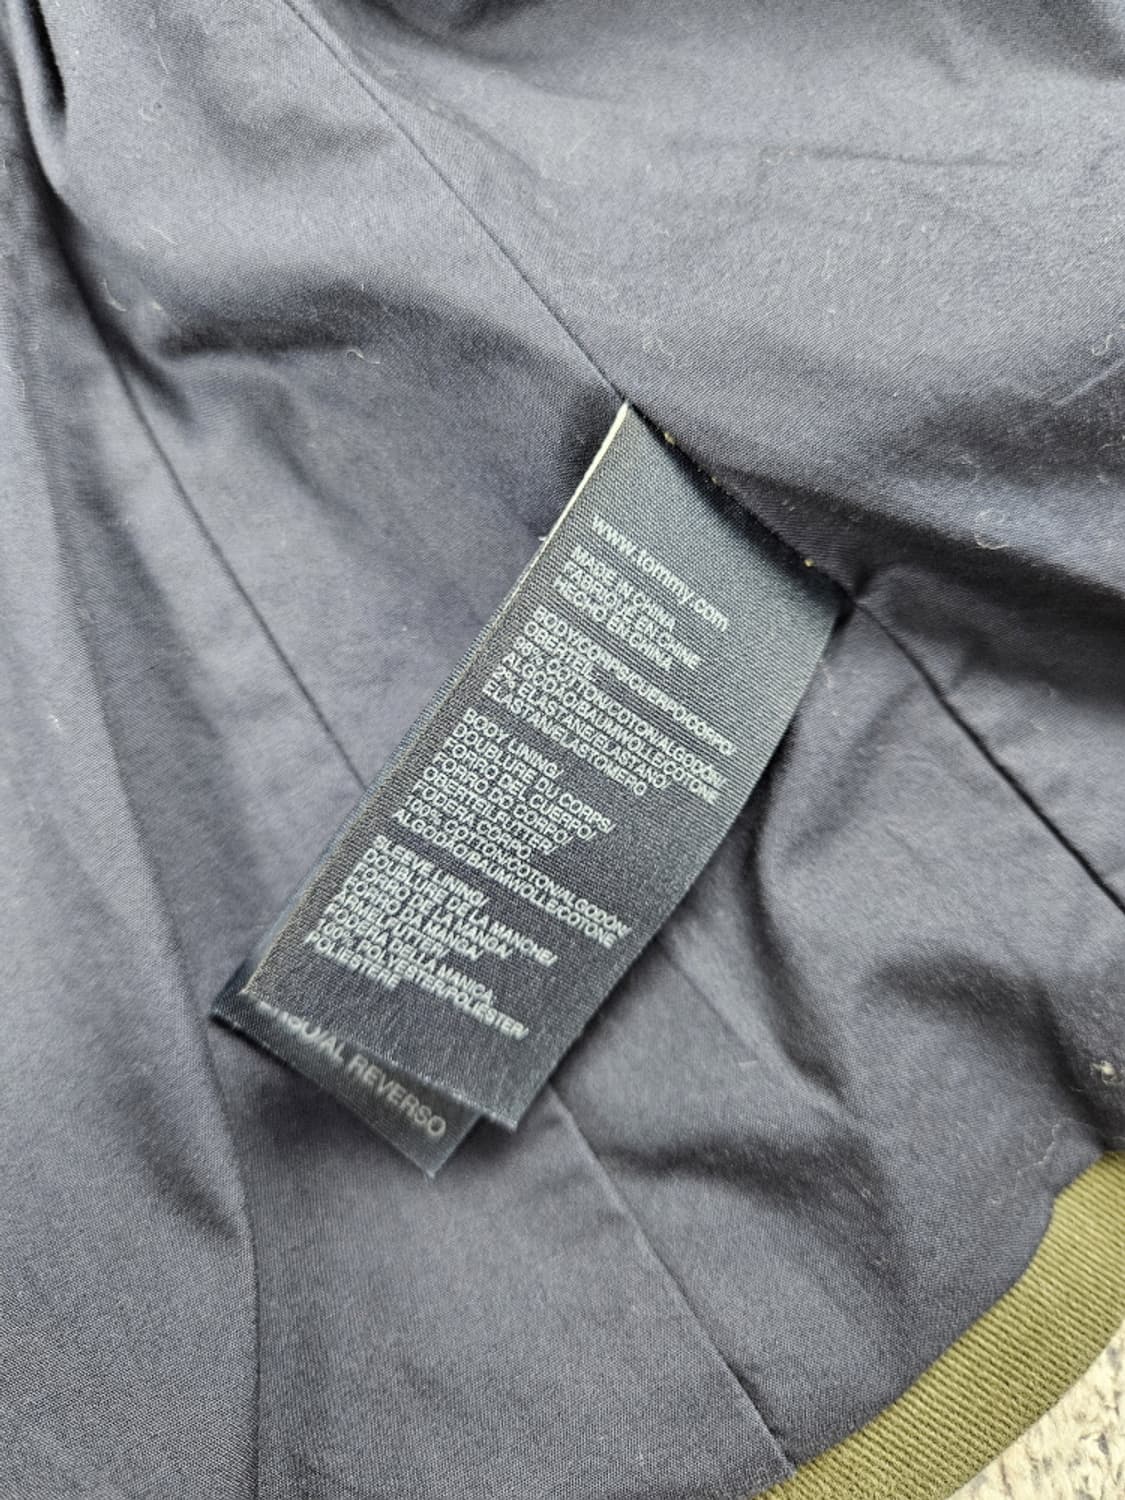 www.tommy.com
MADE IN CHINA
FABRIQUÉ EN CHINE
HECHO EN CHINA
BODY/CORPS/CUERPO/CORPO/
OBERTEIL
98% COTTON/COTON/ALGODÓN/
ALGODÃO/BAUMWOLLE/COTONE
2% ELASTANE/ELASTANO/
ELASTAN/ELASTOMERO
BODY LINING/
DOUBLURE DU CORPS/
FORRO DEL CUERPO/
FORRO DO CORPO/
OBERTEILFUTTER/
FODERA CORPO
100% COTTON/COTON/ALGODÓN/
ALGODÃO/BAUMWOLLE/COTONE
SLEEVE LINING/
DOUBLURE DE LA MANCHE/
FORRO DE LA MANGA/
FORRO DA MANGA/
ÄRMELFUTTER/
FODERA DELLA MANICA
100% POLYESTER/POLIÉSTER/
POLIESTERE
REVERSO